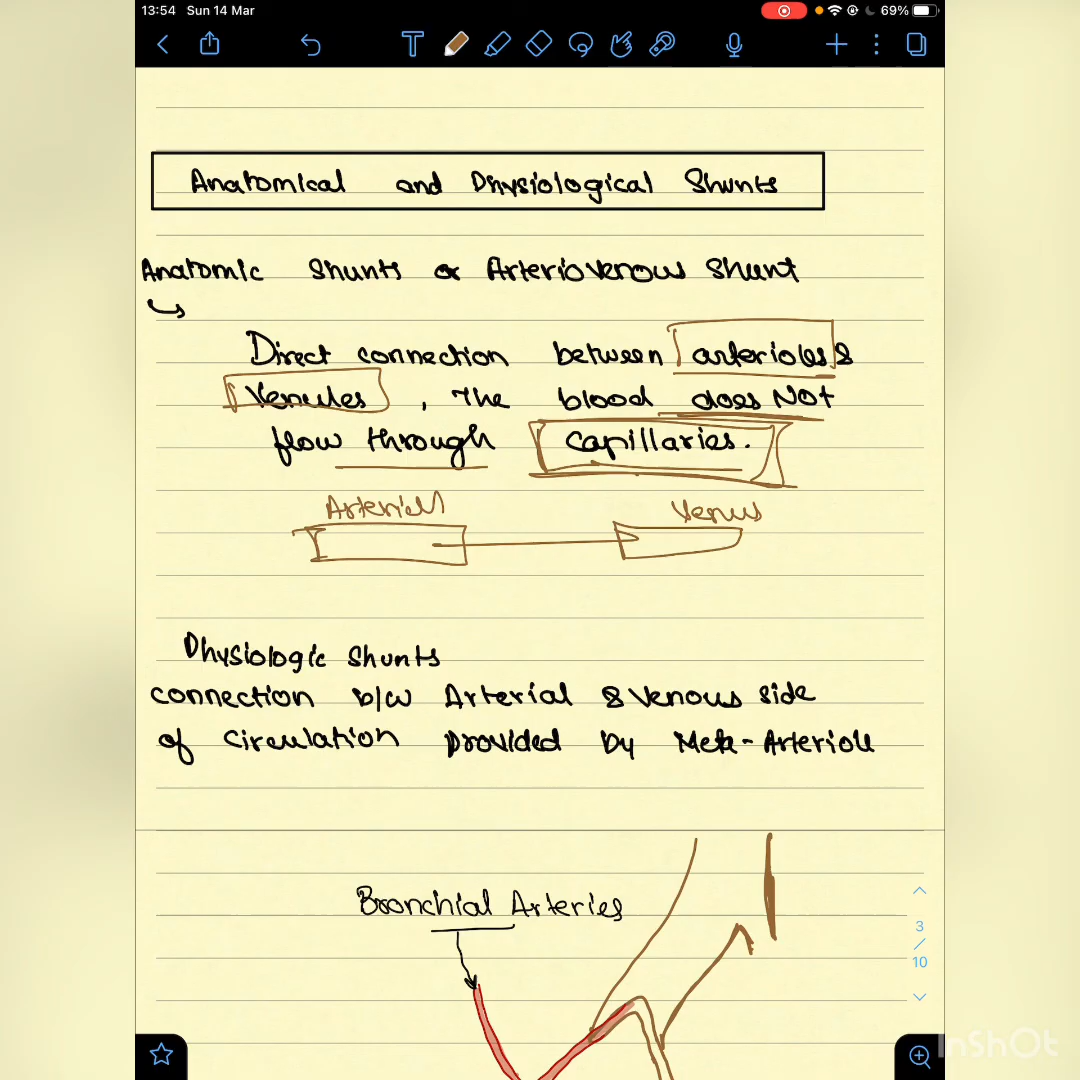 13:54 Sun 14 Mar 69%
Anatomical and Physiological Shunts
Anatomic Shunts or Arteriovenous Shunt
Direct connection between arterioles &
Venules, The blood does Not
flow through capillaries.
Arterial Venus
Physiologic Shunts
connection b/w Arterial & Venous side
of circulation provided by Meta-Arteriole
Bronchial Arteries
3
/
10
InShOt